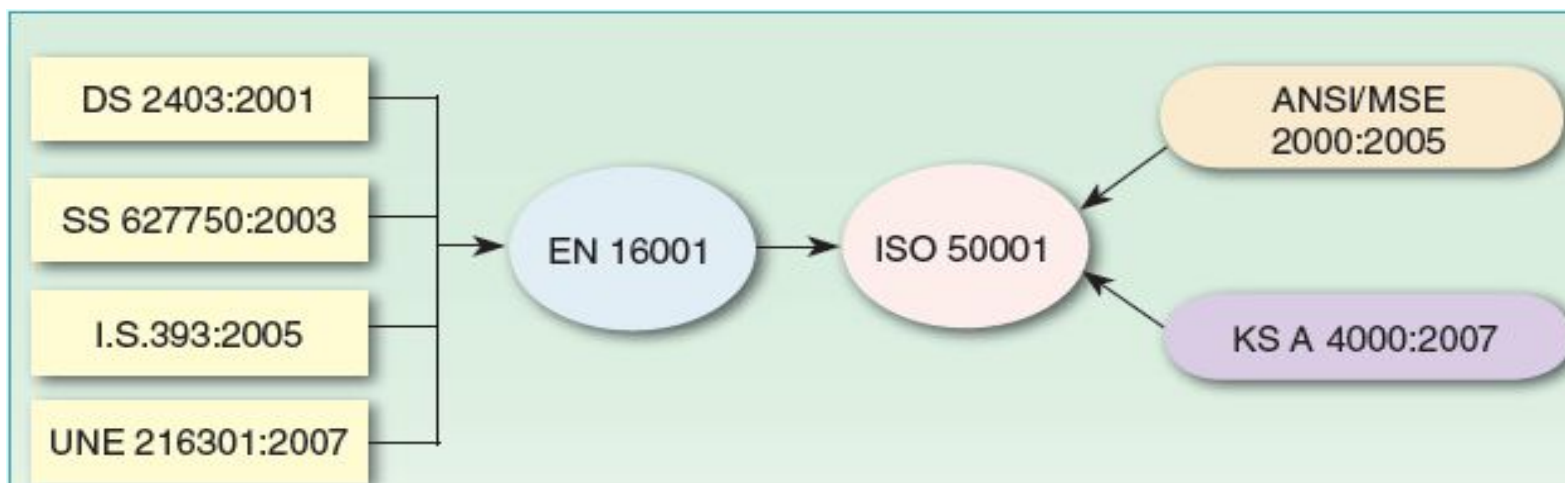 DS 2403:2001
SS 627750:2003
I.S.393:2005
UNE 216301:2007
EN 16001
ISO 50001
ANSI/MSE
2000:2005
KS A 4000:2007